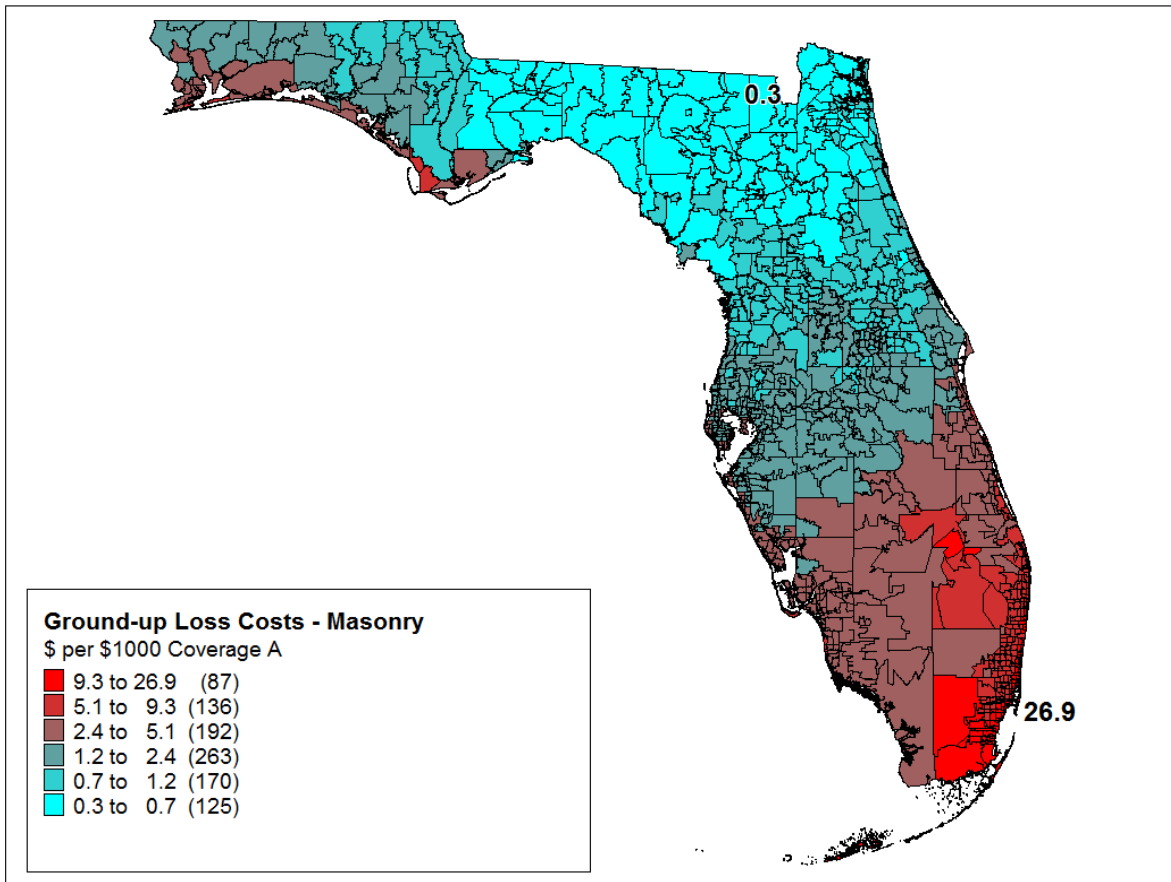 0.3
26.9
Ground-up Loss Costs - Masonry
$ per $1000 Coverage A
9.3 to 26.9 (87)
5.1 to 9.3 (136)
2.4 to 5.1 (192)
1.2 to 2.4 (263)
0.7 to 1.2 (170)
0.3 to 0.7 (125)